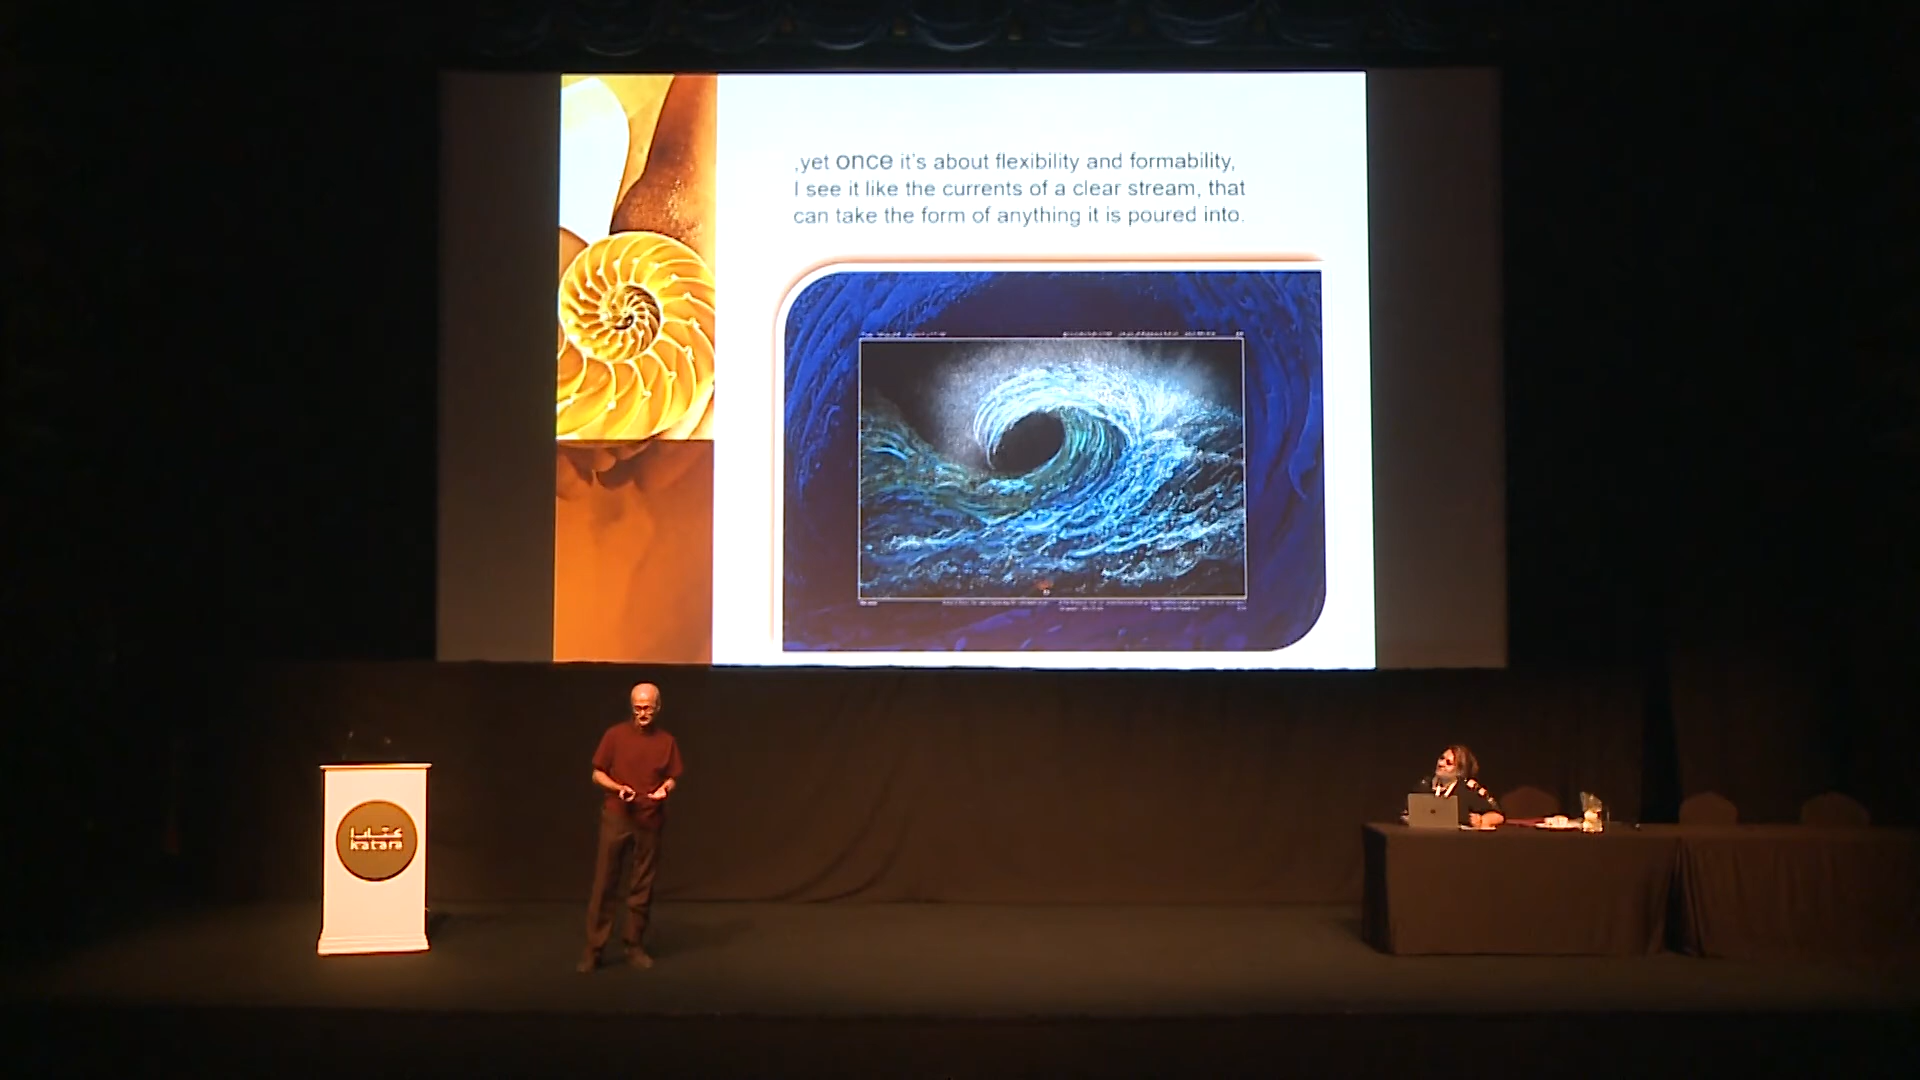 ,yet once it's about flexibility and formability,
I see it like the currents of a clear stream, that
can take the form of anything it is poured into.
كتارا
katara